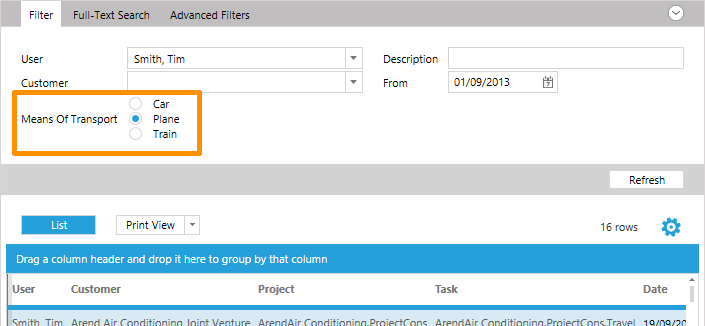 Filter Full-Text Search Advanced Filters
User Smith, Tim Description
Customer From 01/09/2013 7
Car
Means Of Transport Plane
Train
Refresh
List Print View 16 rows
Drag a column header and drop it here to group by that column
User Customer Project Task Date
Smith, Tim Arend Air Conditioning Joint Venture ArendAir Conditioning.ProjectCons ArendAir Conditioning.ProjectCons.Travel 19/09/20